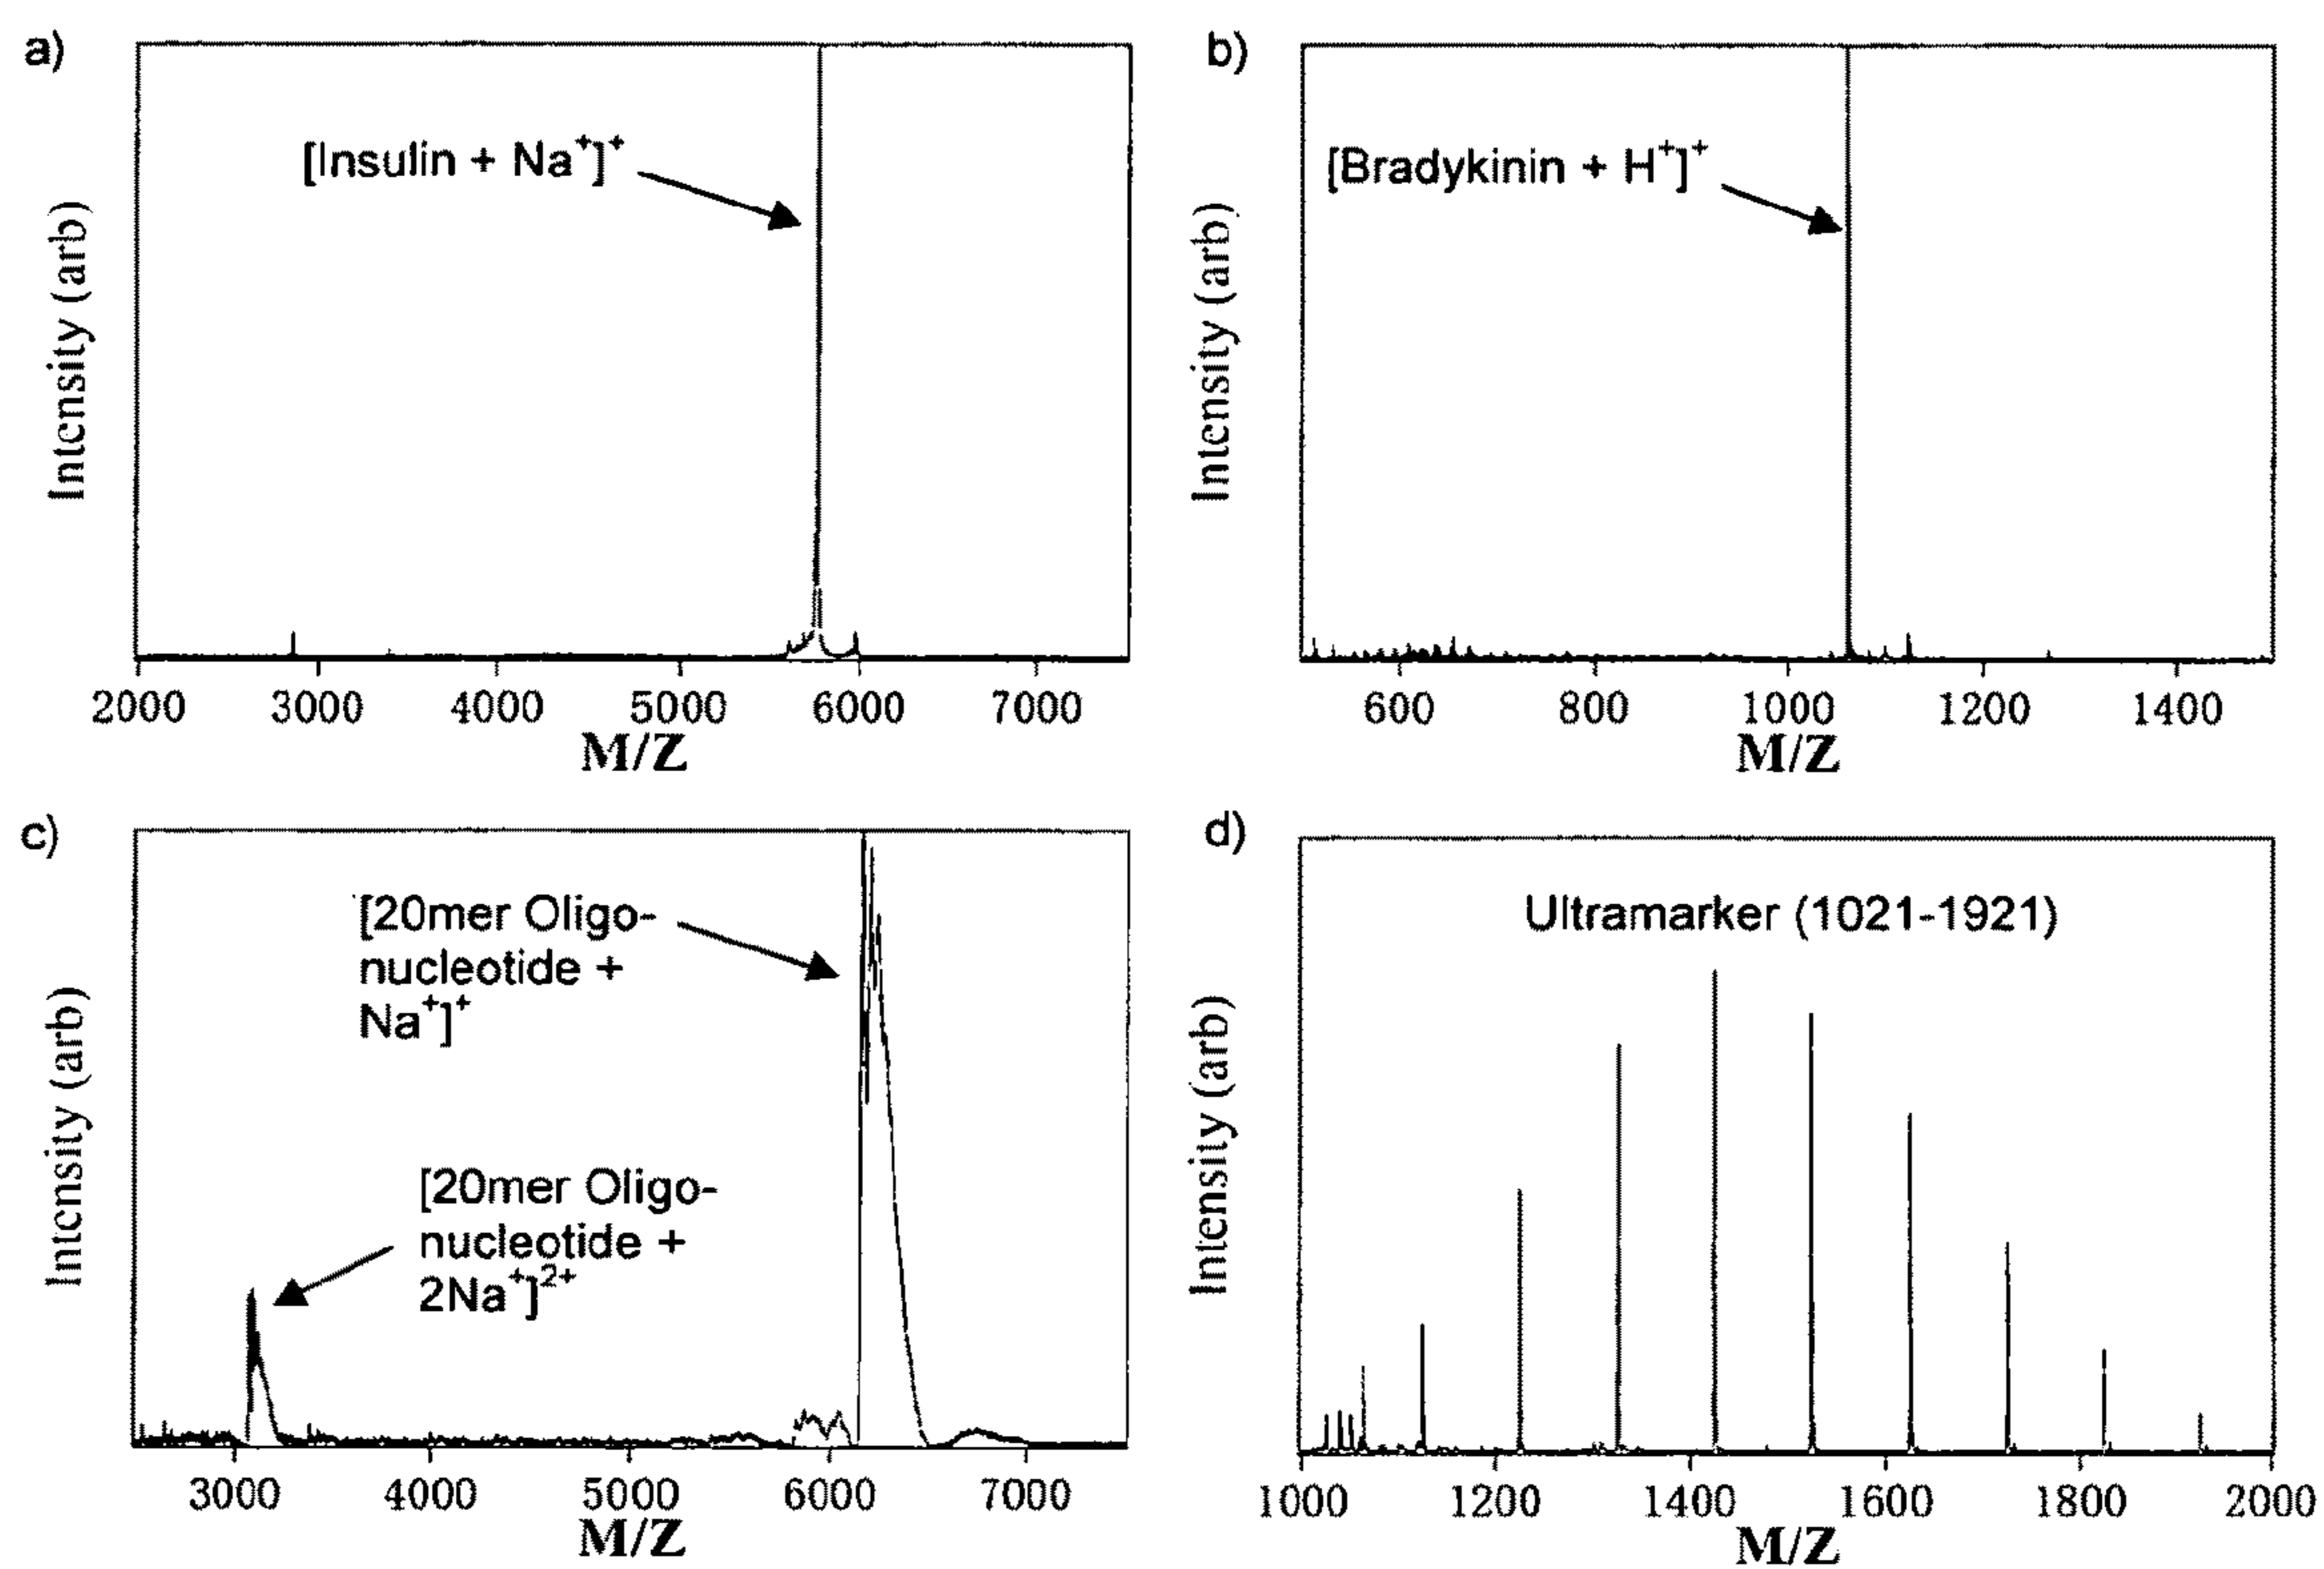 a)
[Insulin + Na+]+
Intensity (arb)
2000 3000 4000 5000 6000 7000
M/Z
b)
[Bradykinin + H+]+
Intensity (arb)
600 800 1000 1200 1400
M/Z
c)
[20mer Oligo-
nucleotide +
Na+]+
[20mer Oligo-
nucleotide +
2Na+]2+
Intensity (arb)
3000 4000 5000 6000 7000
M/Z
d)
Ultramarker (1021-1921)
Intensity (arb)
1000 1200 1400 1600 1800 2000
M/Z